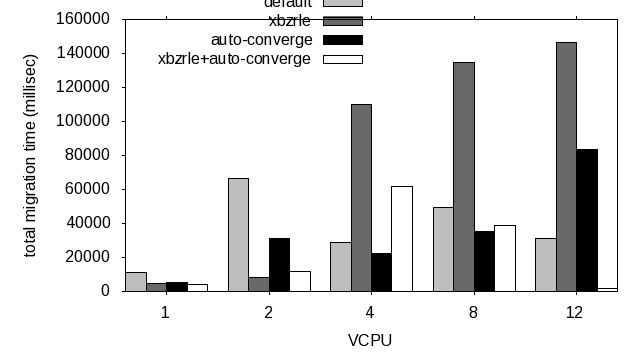 default
xbzrle
auto-converge
xbzrle+auto-converge
160000
140000
120000
100000
80000
60000
40000
20000
0
total migration time (millisec)
1 2 4 8 12
VCPU